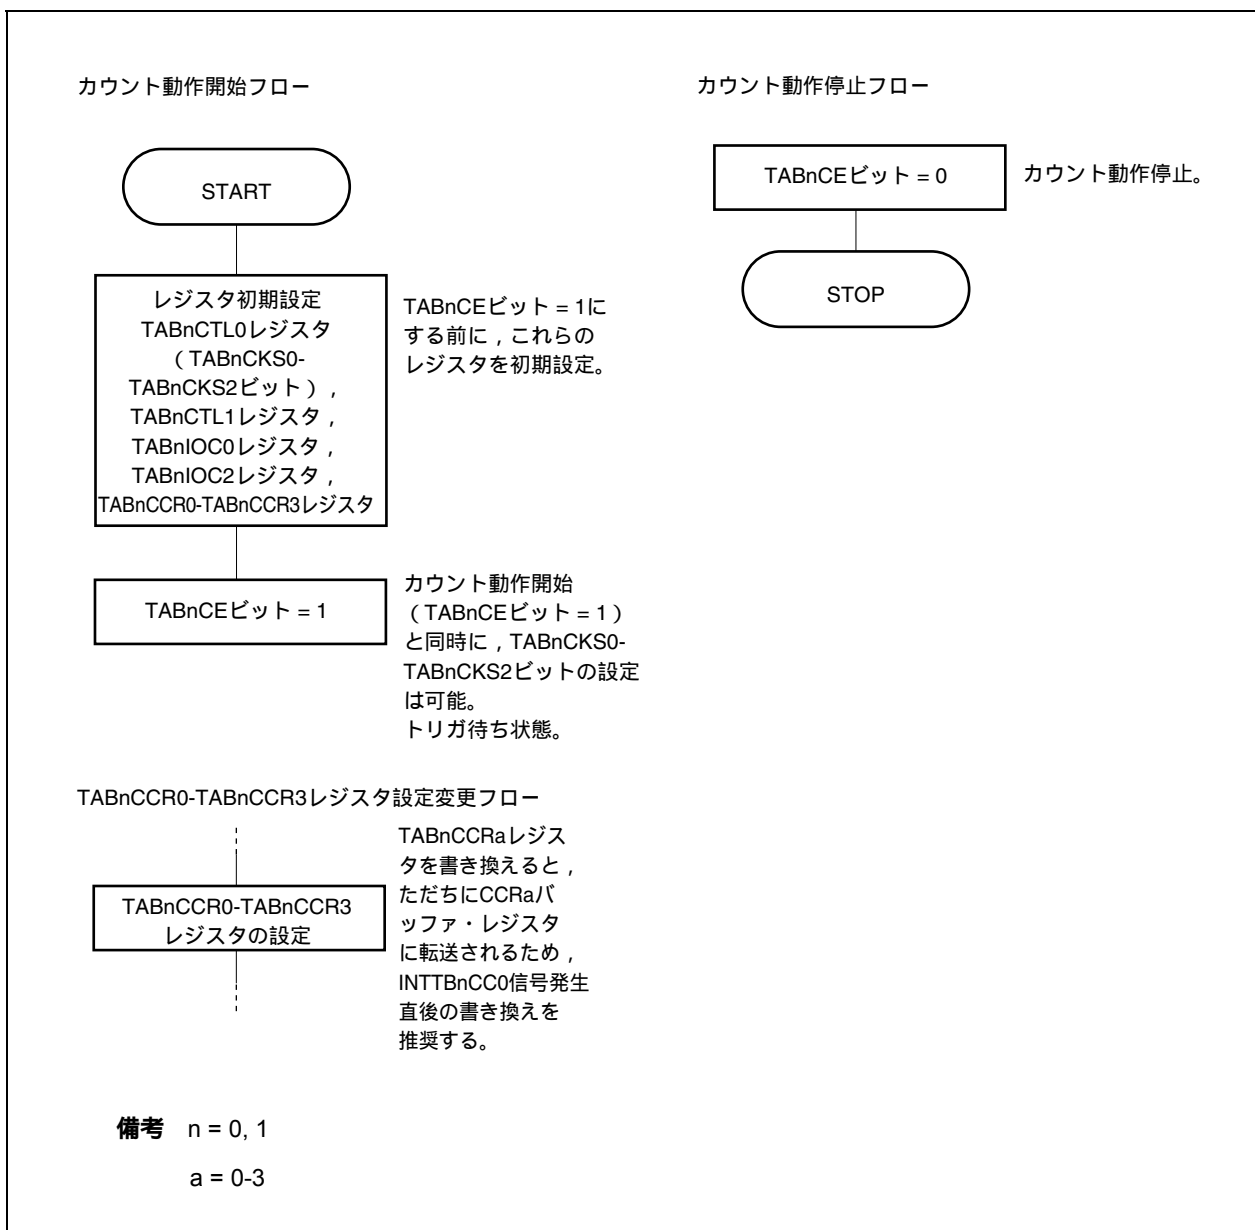 カウント動作開始フロー
START
レジスタ初期設定
TABnCTL0レジスタ
（TABnCKS0-
TABnCKS2ビット），
TABnCTL1レジスタ，
TABnIOC0レジスタ，
TABnIOC2レジスタ，
TABnCCR0-TABnCCR3レジスタ
TABnCEビット = 1に
する前に，これらの
レジスタを初期設定。
TABnCEビット = 1
カウント動作開始
（TABnCEビット = 1）
と同時に，TABnCKS0-
TABnCKS2ビットの設定
は可能。
トリガ待ち状態。
TABnCCR0-TABnCCR3レジスタ設定変更フロー
TABnCCR0-TABnCCR3
レジスタの設定
TABnCCRaレジス
タを書き換えると，
ただちにCCRaバ
ッファ・レジスタ
に転送されるため，
INTTBnCC0信号発生
直後の書き換えを
推奨する。
カウント動作停止フロー
TABnCEビット = 0
カウント動作停止。
STOP
備考 n = 0, 1
a = 0-3